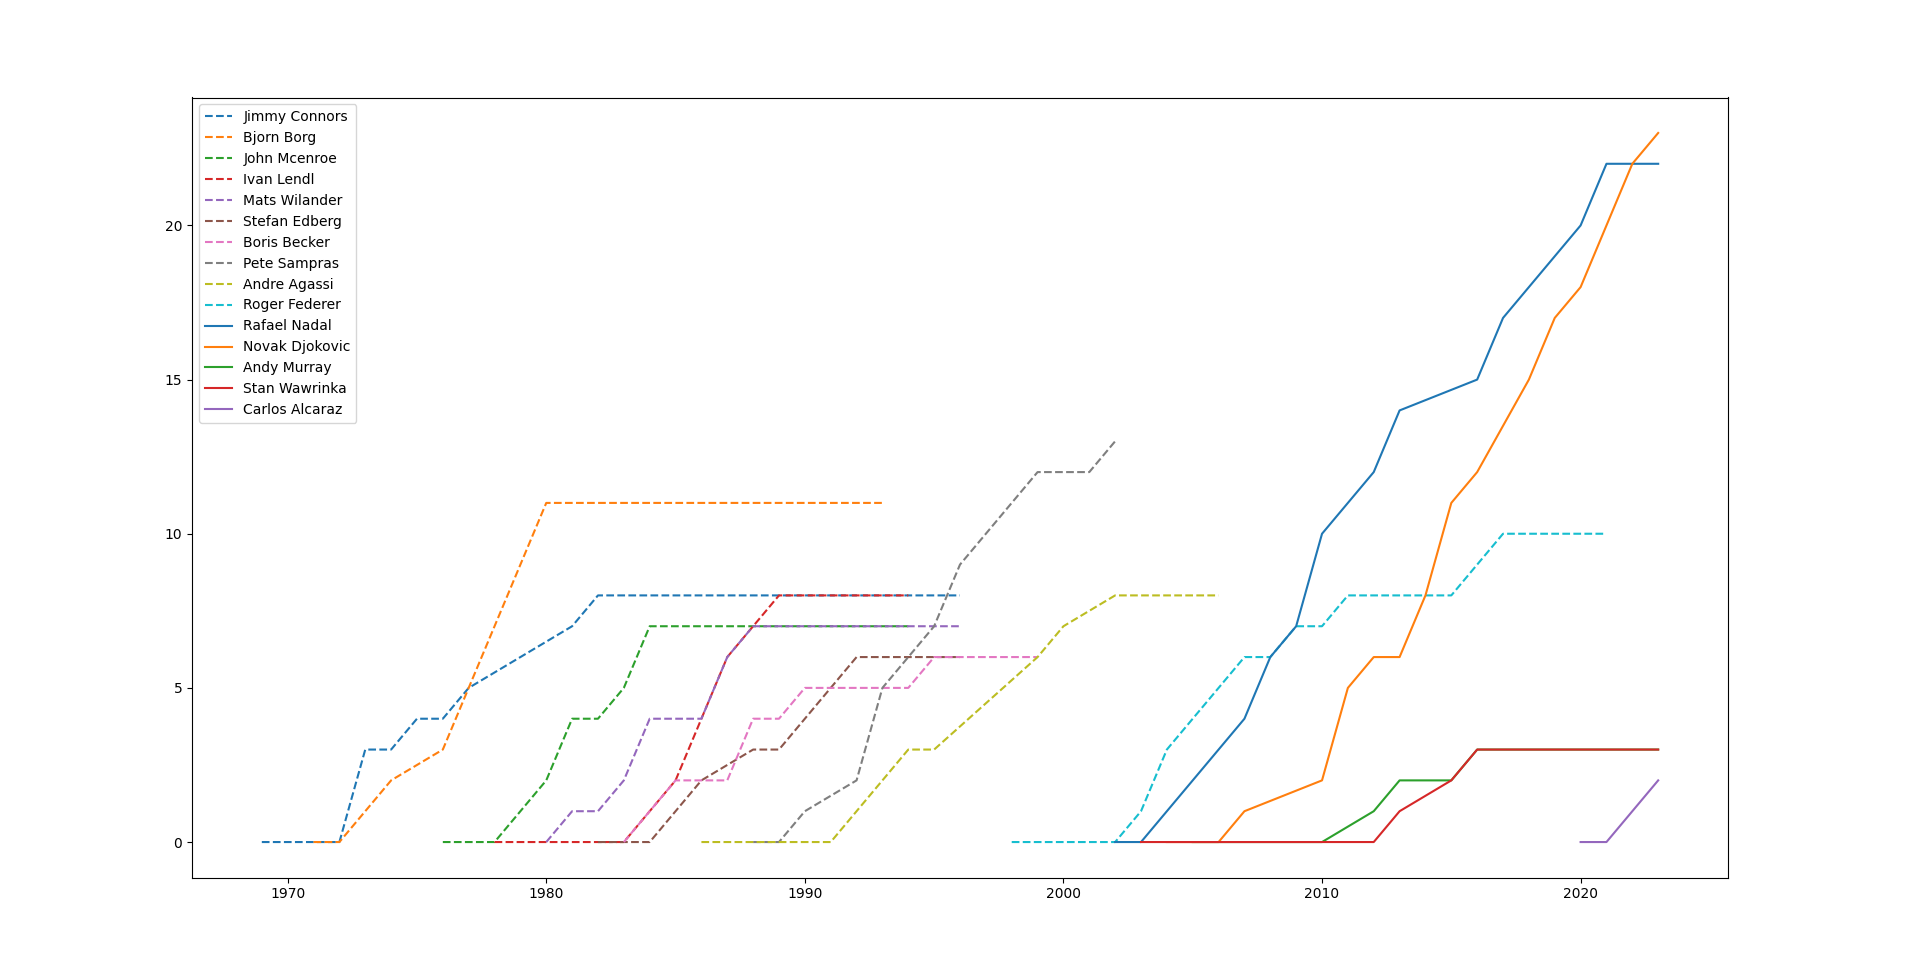 Jimmy Connors
Bjorn Borg
John Mcenroe
Ivan Lendl
Mats Wilander
Stefan Edberg
Boris Becker
Pete Sampras
Andre Agassi
Roger Federer
Rafael Nadal
Novak Djokovic
Andy Murray
Stan Wawrinka
Carlos Alcaraz
20
15
10
5
0
1970 1980 1990 2000 2010 2020